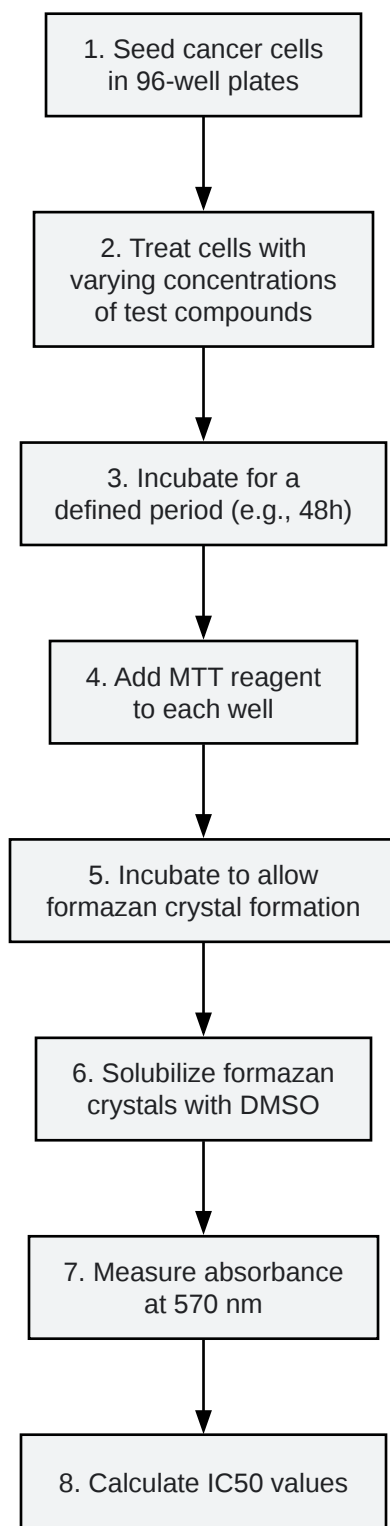 1. Seed cancer cells
in 96-well plates
2. Treat cells with
varying concentrations
of test compounds
3. Incubate for a
defined period (e.g., 48h)
4. Add MTT reagent
to each well
5. Incubate to allow
formazan crystal formation
6. Solubilize formazan
crystals with DMSO
7. Measure absorbance
at 570 nm
8. Calculate IC50 values